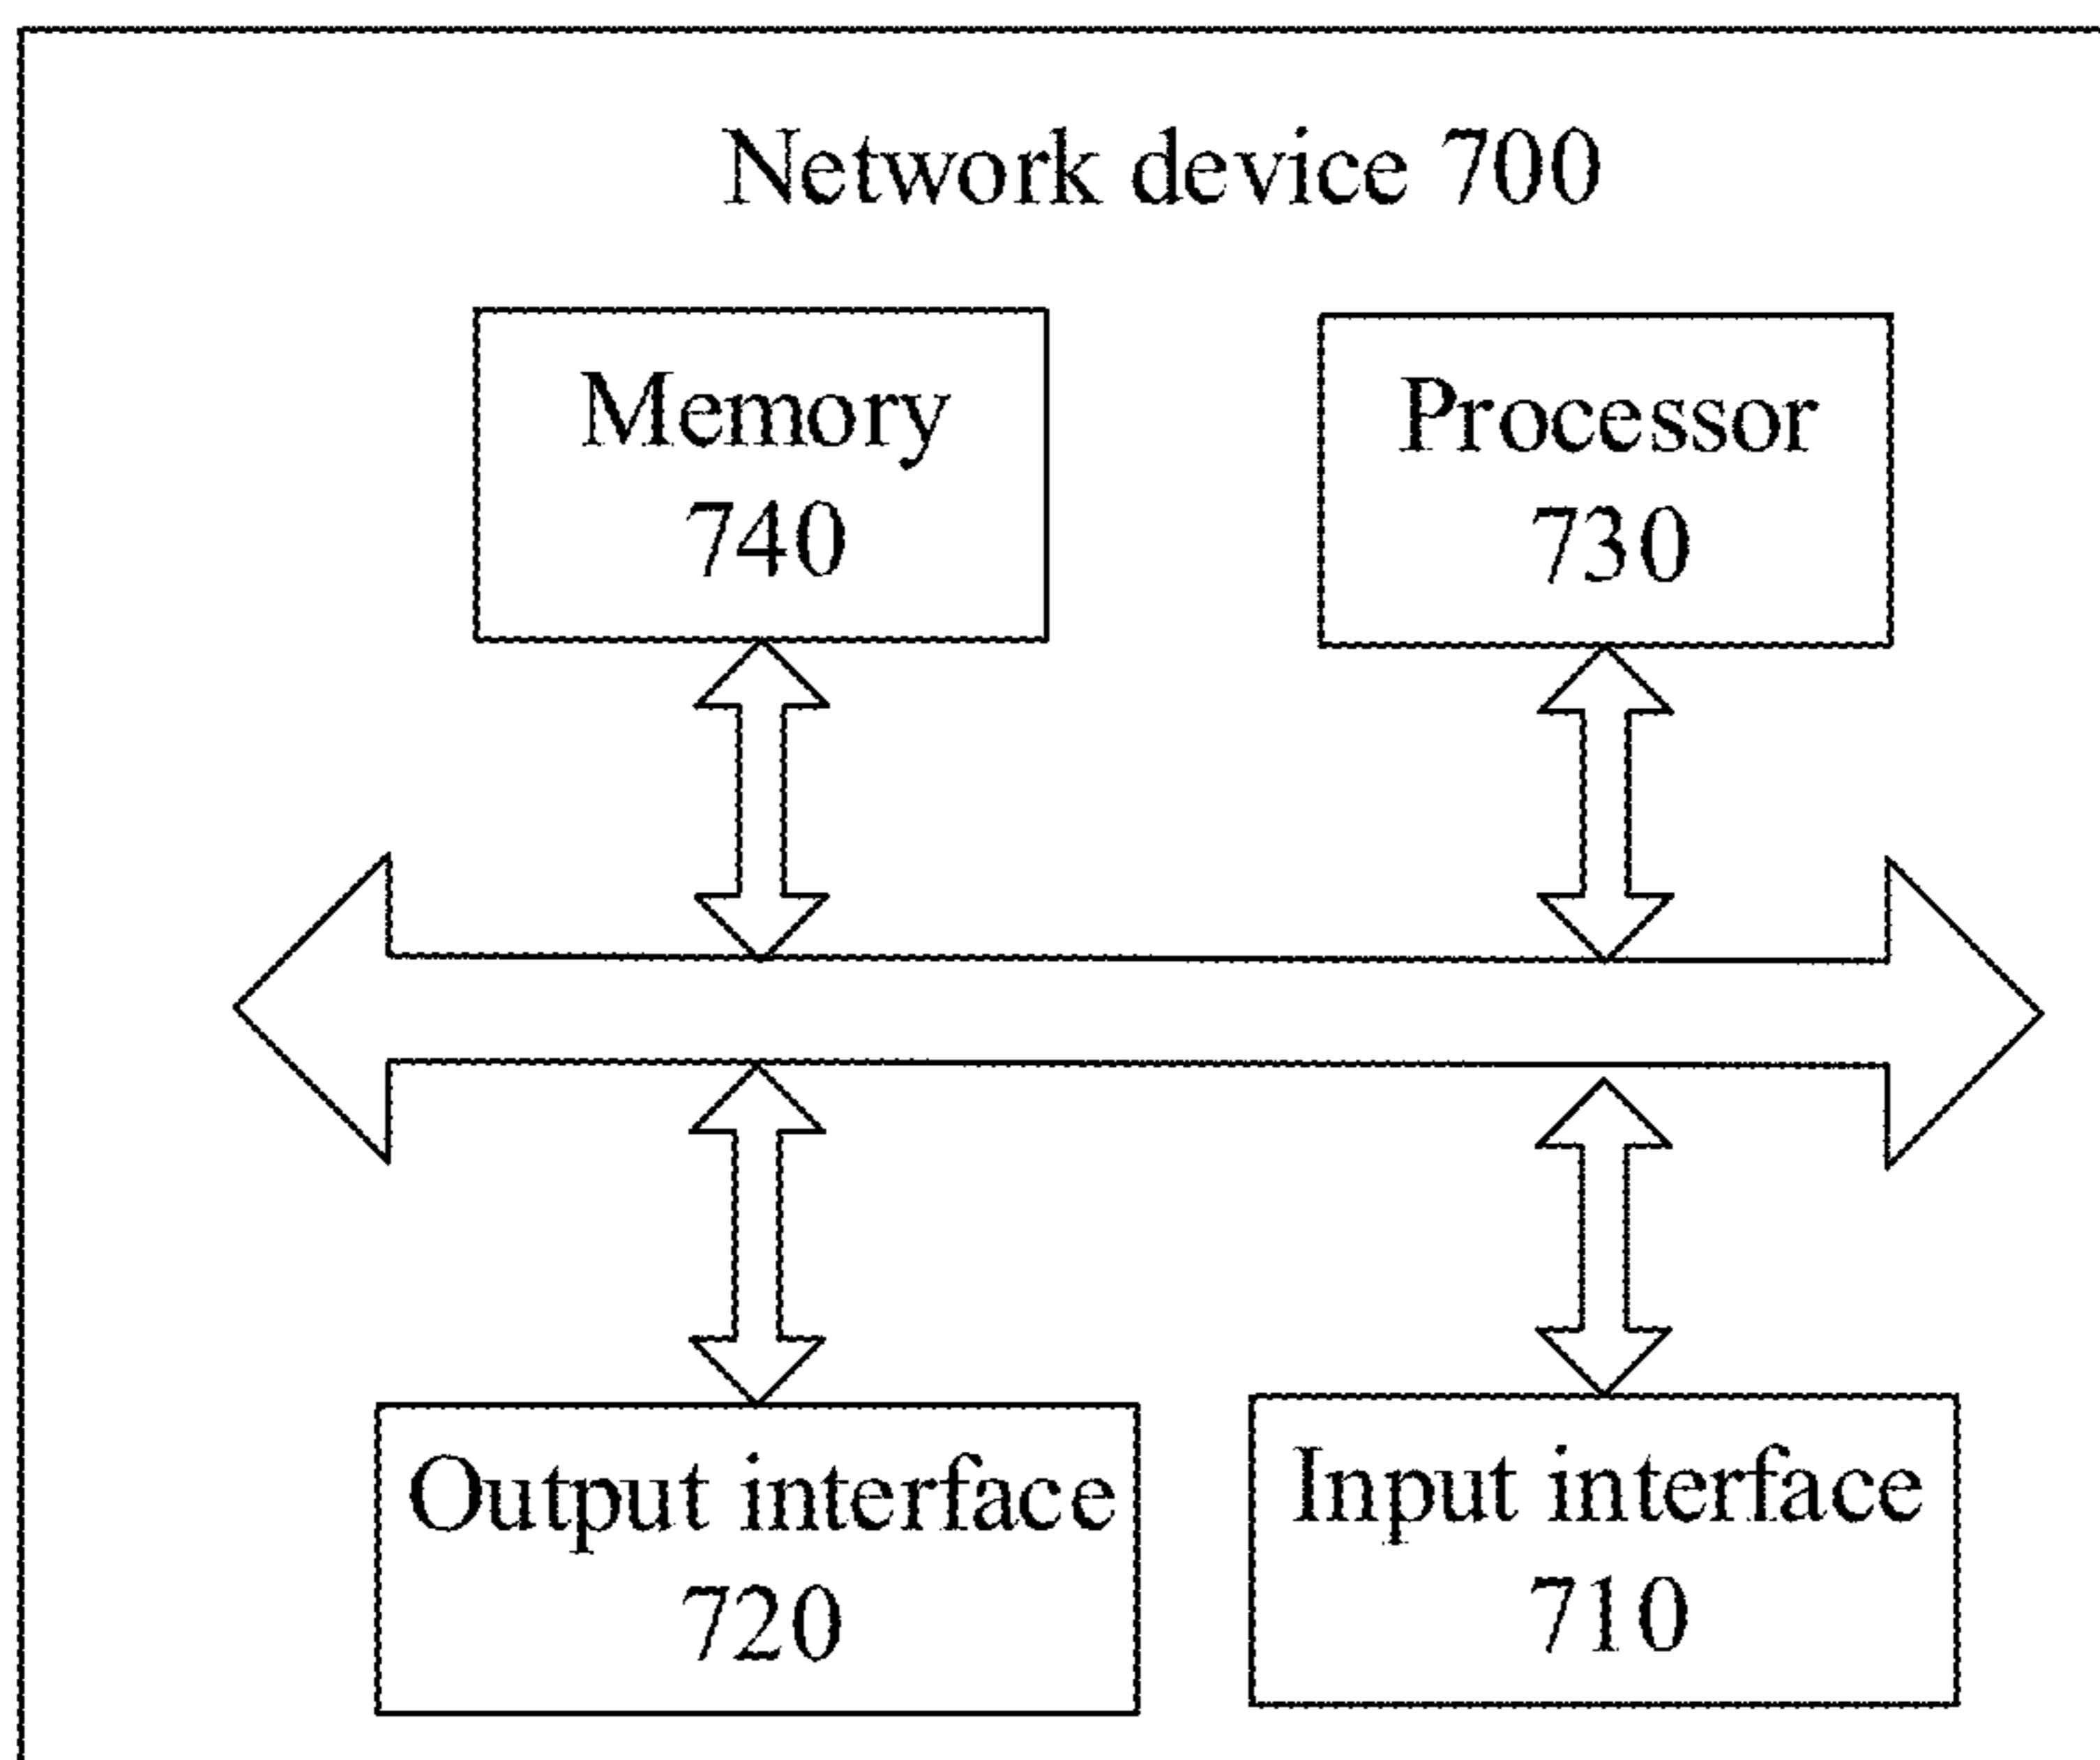 Network device 700
Memory
740
Processor
730
Output interface
720
Input interface
710